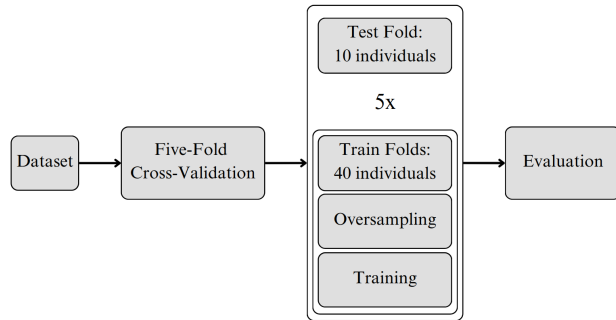 Dataset
Five-Fold
Cross-Validation
Test Fold:
10 individuals
5x
Train Folds:
40 individuals
Oversampling
Training
Evaluation